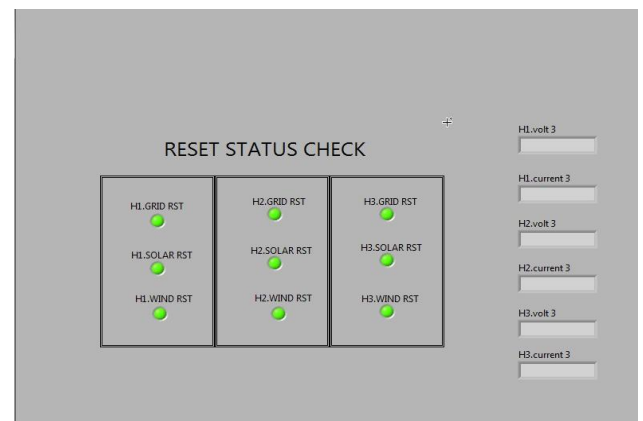 RESET STATUS CHECK
H1.GRID RST
H1.SOLAR RST
H1.WIND RST
H2.GRID RST
H2.SOLAR RST
H2.WIND RST
H3.GRID RST
H3.SOLAR RST
H3.WIND RST
H1.volt 3
H1.current 3
H2.volt 3
H2.current 3
H3.volt 3
H3.current 3